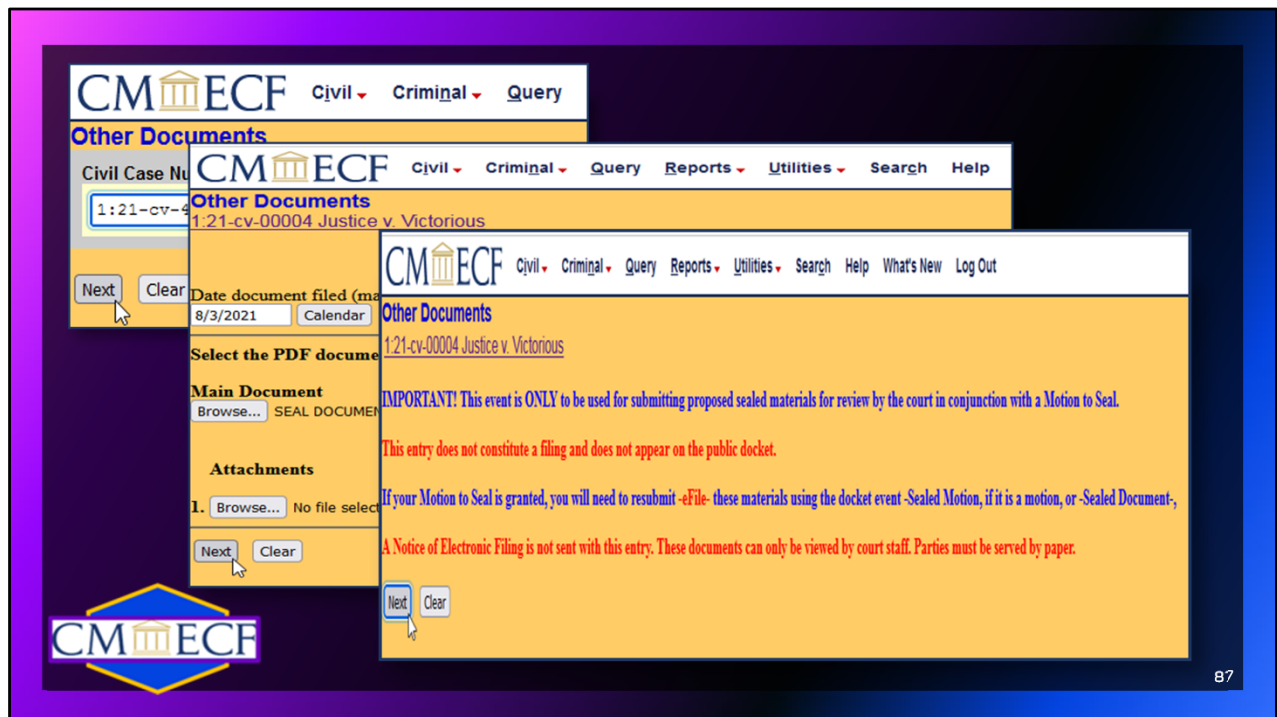 CM ECF Civil Criminal Query
Other Documents
Civil Case Nu
1:21-cv-4
Next Clear
CM ECF Civil Criminal Query Reports Utilities Search Help
Other Documents
1:21-cv-00004 Justice v. Victorious
Date document filed (ma
8/3/2021 Calendar
Select the PDF docume
Main Document
Browse... SEAL DOCUMEN
Attachments
1. Browse... No file select
Next Clear
CM ECF Civil Criminal Query Reports Utilities Search Help What's New Log Out
Other Documents
1:21-cv-00004 Justice v. Victorious
IMPORTANT! This event is ONLY to be used for submitting proposed sealed materials for review by the court in conjunction with a Motion to Seal.
This entry does not constitute a filing and does not appear on the public docket.
If your Motion to Seal is granted, you will need to resubmit -eFile- these materials using the docket event -Sealed Motion, if it is a motion, or -Sealed Document-,
A Notice of Electronic Filing is not sent with this entry. These documents can only be viewed by court staff. Parties must be served by paper.
Next Clear
CM ECF
87